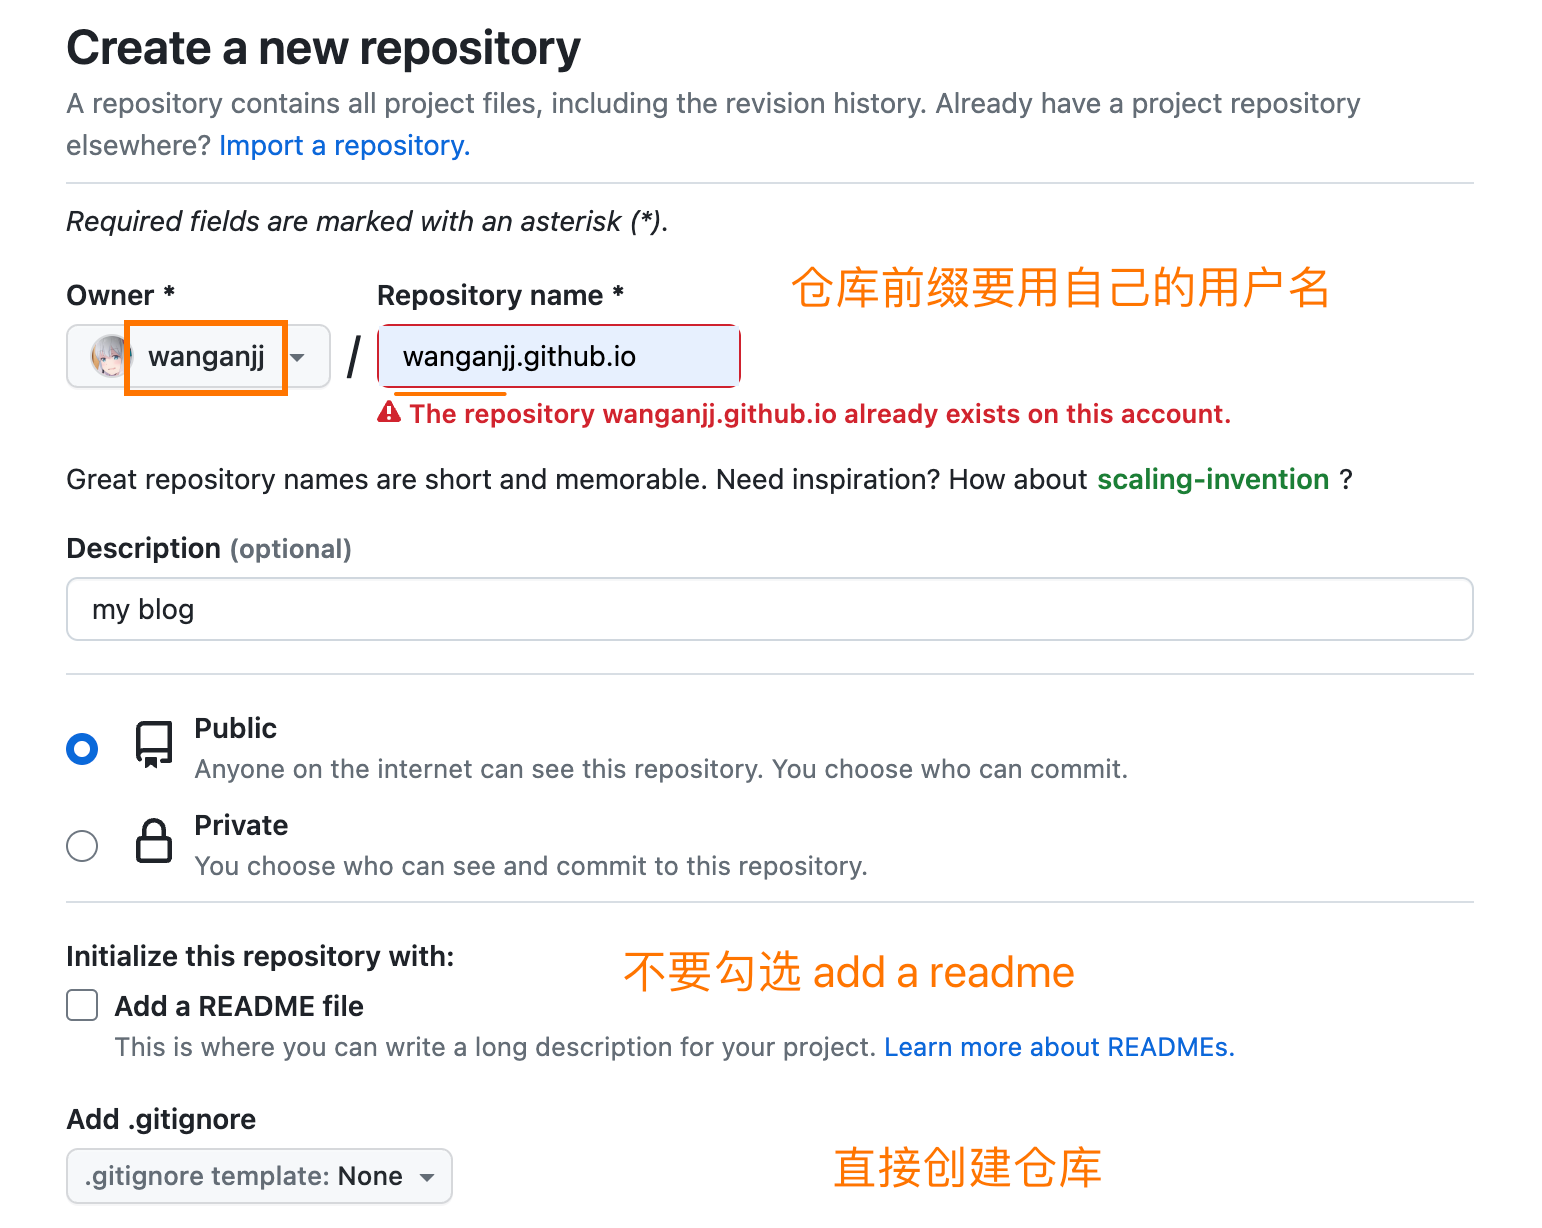 Create a new repository
A repository contains all project files, including the revision history. Already have a project repository
elsewhere? Import a repository.
Required fields are marked with an asterisk (*).
仓库前缀要用自己的用户名
Owner * Repository name *
wanganjj / wanganjj.github.io
The repository wanganjj.github.io already exists on this account.
Great repository names are short and memorable. Need inspiration? How about scaling-invention ?
Description (optional)
my blog
Public
Anyone on the internet can see this repository. You choose who can commit.
Private
You choose who can see and commit to this repository.
Initialize this repository with:
不要勾选 add a readme
Add a README file
This is where you can write a long description for your project. Learn more about READMEs.
Add .gitignore
直接创建仓库
.gitignore template: None